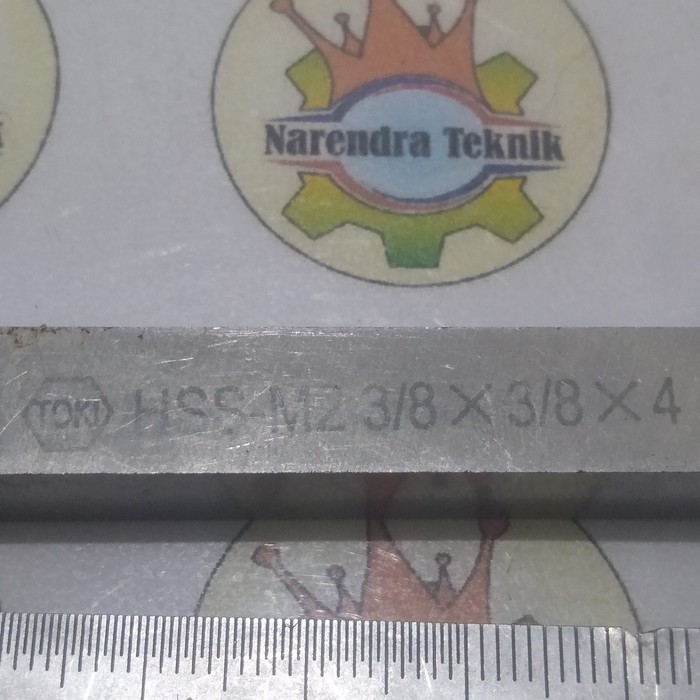 Narendra Teknik
TOKI HSS-M2 3/8 X 3/8 X 4